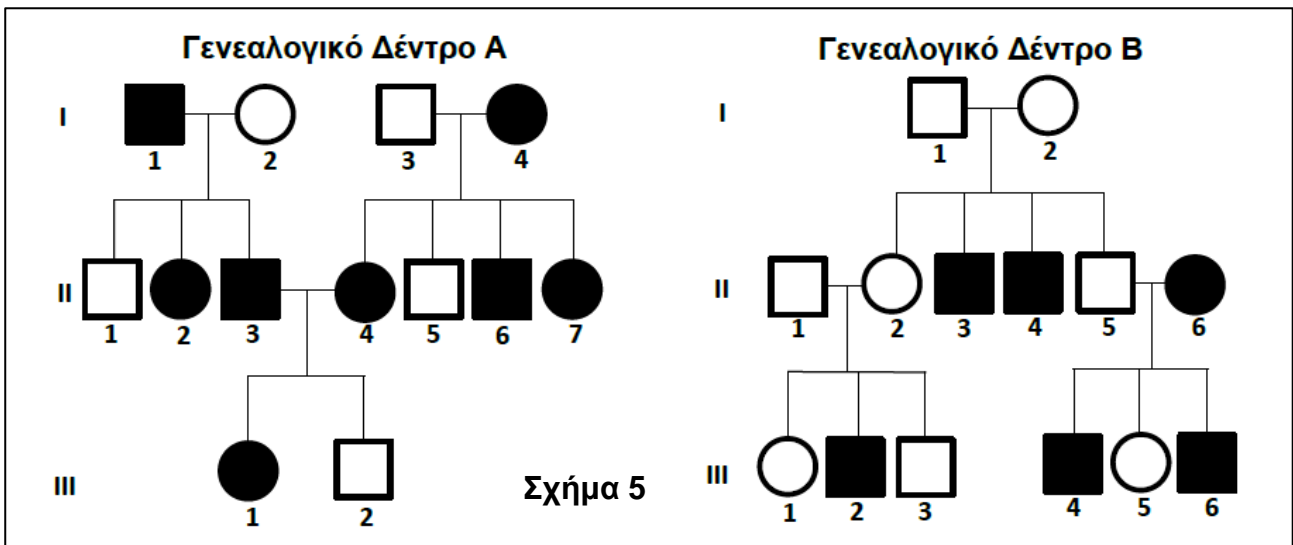 Γενεαλογικό Δέντρο Α
I
1 2 3 4
II
1 2 3 4 5 6 7
III
1 2
Σχήμα 5
Γενεαλογικό Δέντρο Β
I
1 2
II
1 2 3 4 5 6
III
1 2 3 4 5 6